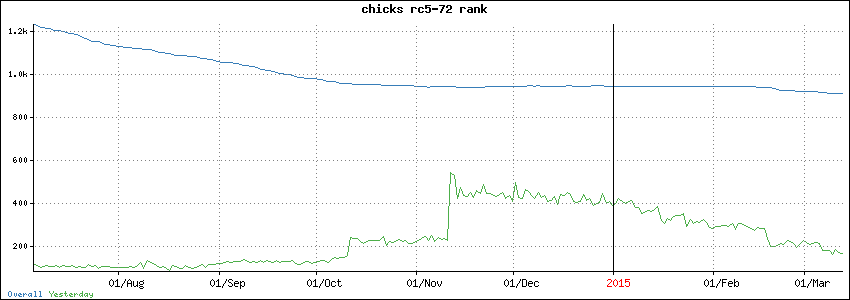 chicks rc5-72 rank
1.2k
1.0k
800
600
400
200
01/Aug 01/Sep 01/Oct 01/Nov 01/Dec 2015 01/Feb 01/Mar
Overall Yesterday